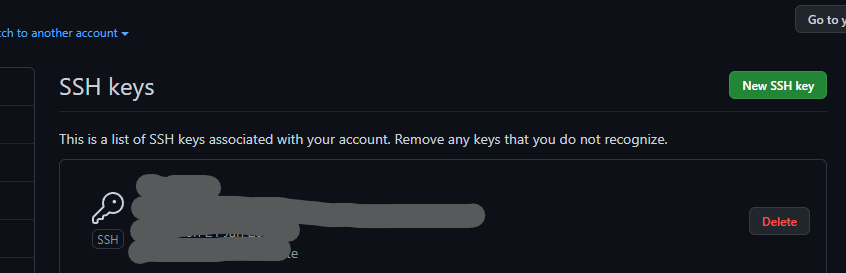 Go to y
tch to another account
SSH keys
New SSH key
This is a list of SSH keys associated with your account. Remove any keys that you do not recognize.
SSH
Delete